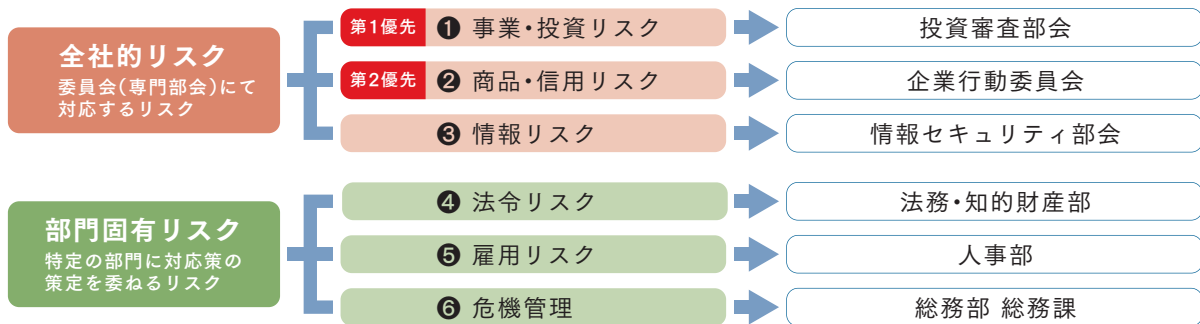 全社的リスク
委員会(専門部会)にて
対応するリスク
第1優先 ❶ 事業・投資リスク
投資審査部会
第2優先 ❷ 商品・信用リスク
企業行動委員会
❸ 情報リスク
情報セキュリティ部会
部門固有リスク
特定の部門に対応策の
策定を委ねるリスク
❹ 法令リスク
法務・知的財産部
❺ 雇用リスク
人事部
❻ 危機管理
総務部 総務課